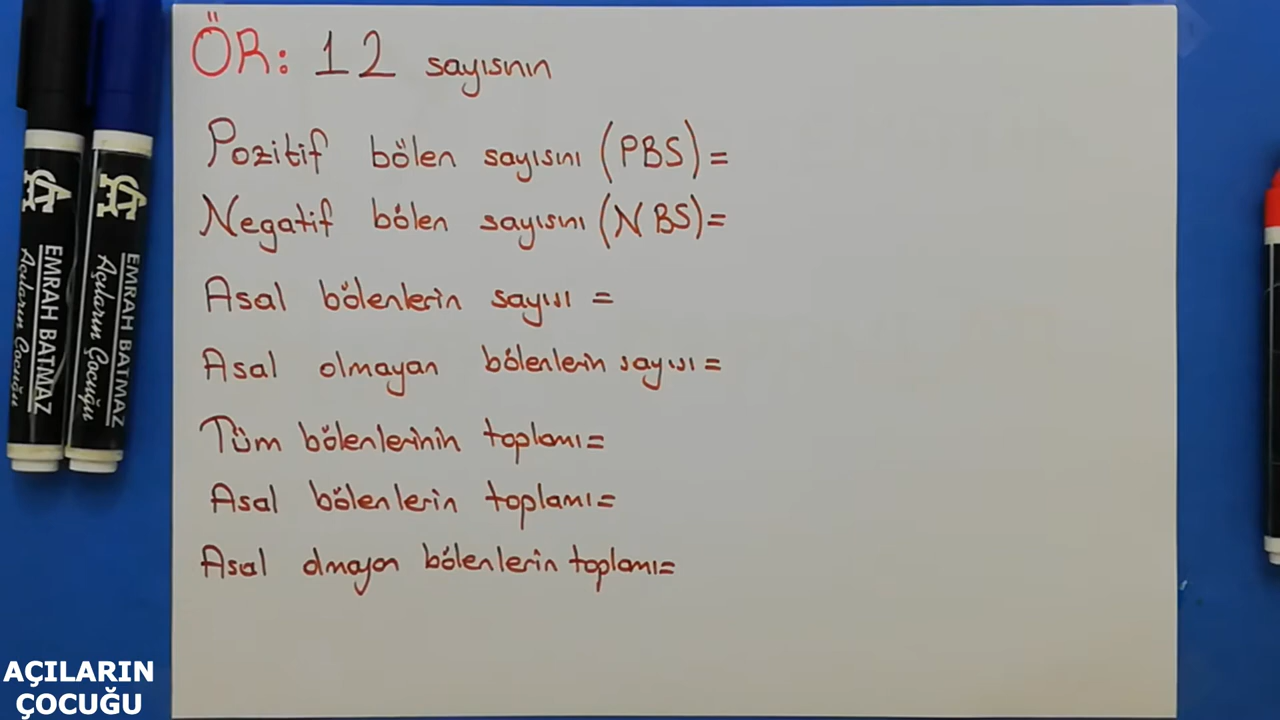 ÖR: 12 sayısının
Pozitif bölen sayısını (PBS)=
Negatif bölen sayısını (NBS)=
Asal bölenlerin sayısı =
Asal olmayan bölenlerin sayısı=
Tüm bölenlerinin toplamı=
Asal bölenlerin toplamı=
Asal olmayan bölenlerin toplamı=
EMRAH BATMAZ
Açıların Çocuğu
EMRAH BATMAZ
Açıların Çocuğu
AÇILARIN
ÇOCUĞU